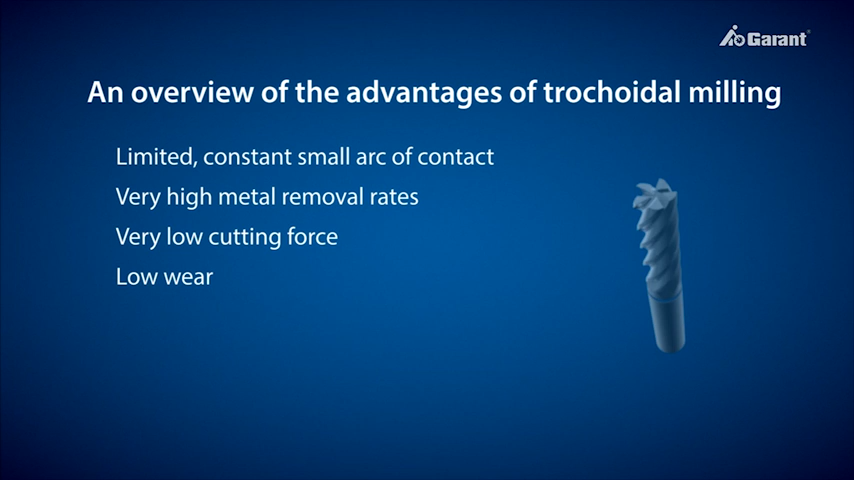 Garant
An overview of the advantages of trochoidal milling
Limited, constant small arc of contact
Very high metal removal rates
Very low cutting force
Low wear